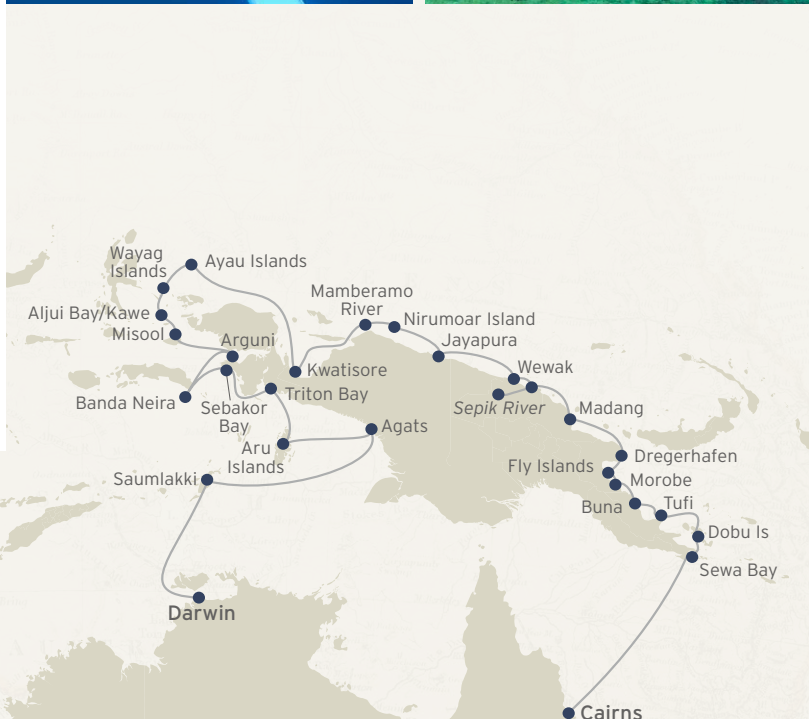 Wayag
Islands
Ayau Islands
Aljui Bay/Kawe
Misool
Mamberamo
River
Nirumoar Island
Arguni
Jayapura
Kwatisore
Wewak
Triton Bay
Banda Neira
Sebakor
Bay
Sepik River
Madang
Agats
Aru
Islands
Dregerhafen
Fly Islands
Saumlakki
Morobe
Buna
Tufi
Dobu Is
Sewa Bay
Darwin
Cairns